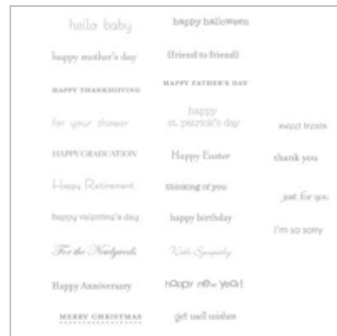 hello baby
happy halloween
happy mother's day
{friend to friend}
HAPPY THANKSGIVING
HAPPY FATHER'S DAY
for your shower
happy
st. patrick's day
sweet treats
HAPPY GRADUATION
Happy Easter
thank you
Happy Retirement
thinking of you
just for you
happy valentine's day
happy birthday
i'm so sorry
For the Newlyweds
With Sympathy
Happy Anniversary
happy new year!
MERRY CHRISTMAS
get well wishes